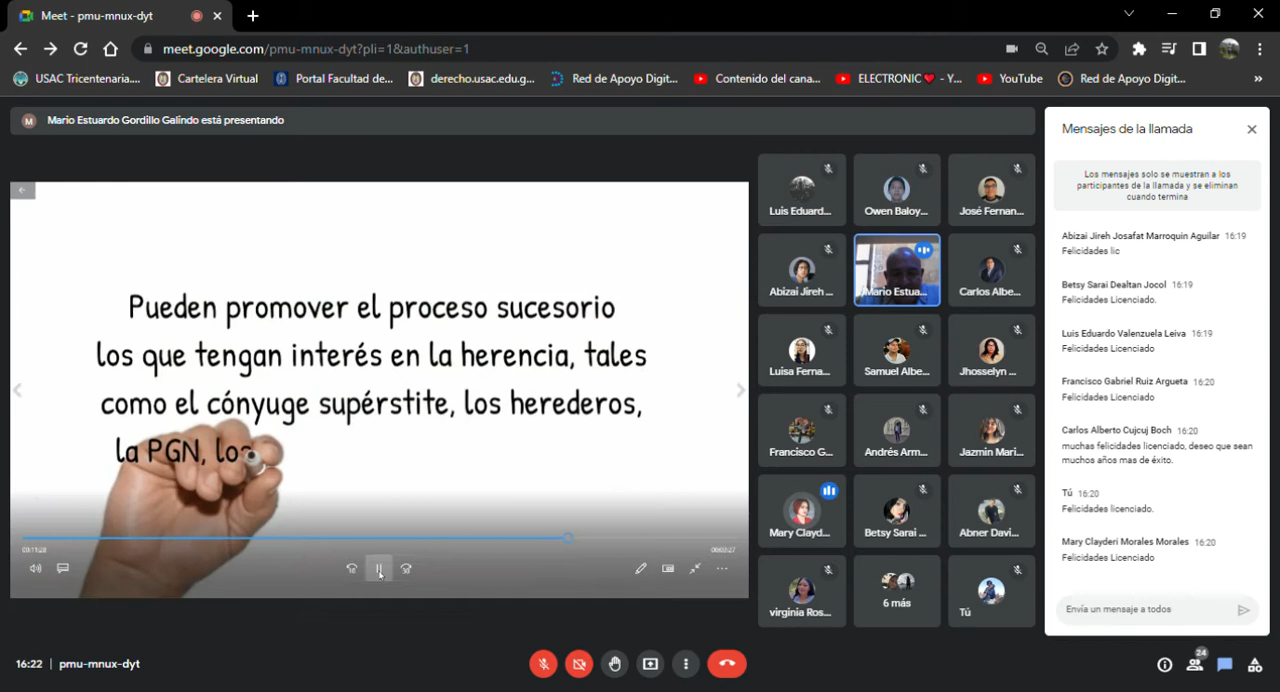 Meet - pmu-mnux-dyt
meet.google.com/pmu-mnux-dyt?pli=1&authuser=1
USAC Tricentenaria....
Cartelera Virtual
Portal Facultad de...
derecho.usac.edu.g...
Red de Apoyo Digit...
Contenido del cana...
ELECTRONIC❤ - Y...
YouTube
Red de Apoyo Digit...
»
M
Mario Estuardo Gordillo Galindo está presentando
Pueden promover el proceso sucesorio
los que tengan interés en la herencia, tales
como el cónyuge supérstite, los herederos,
la PGN, los
00:11:28
00:03:27
10
30
Luis Eduard...
Owen Baloy...
José Fernan...
Abizai Jireh ...
Mario Estua...
Carlos Albe...
Luisa Ferna...
Samuel Albe...
Jhosselyn ...
Francisco G...
Andrés Arm...
Jazmin Mari...
Mary Clayd...
Betsy Sarai ...
Abner Davi...
virginia Ros...
6 más
Tú
Mensajes de la llamada
Los mensajes solo se muestran a los
participantes de la llamada y se eliminan
cuando termina
Abizai Jireh Josafat Marroquin Aguilar 16:19
Felicidades lic
Betsy Sarai Dealtan Jocol 16:19
Felicidades Licenciado.
Luis Eduardo Valenzuela Leiva 16:19
Felicidades Licenciado
Francisco Gabriel Ruiz Argueta 16:20
Felicidades Licenciado
Carlos Alberto Cujcuj Boch 16:20
muchas felicidades licenciado, deseo que sean
muchos años mas de éxito.
Tú 16:20
Felicidades licenciado.
Mary Clayderi Morales Morales 16:20
Felicidades Licenciado
Envía un mensaje a todos
16:22 | pmu-mnux-dyt
24